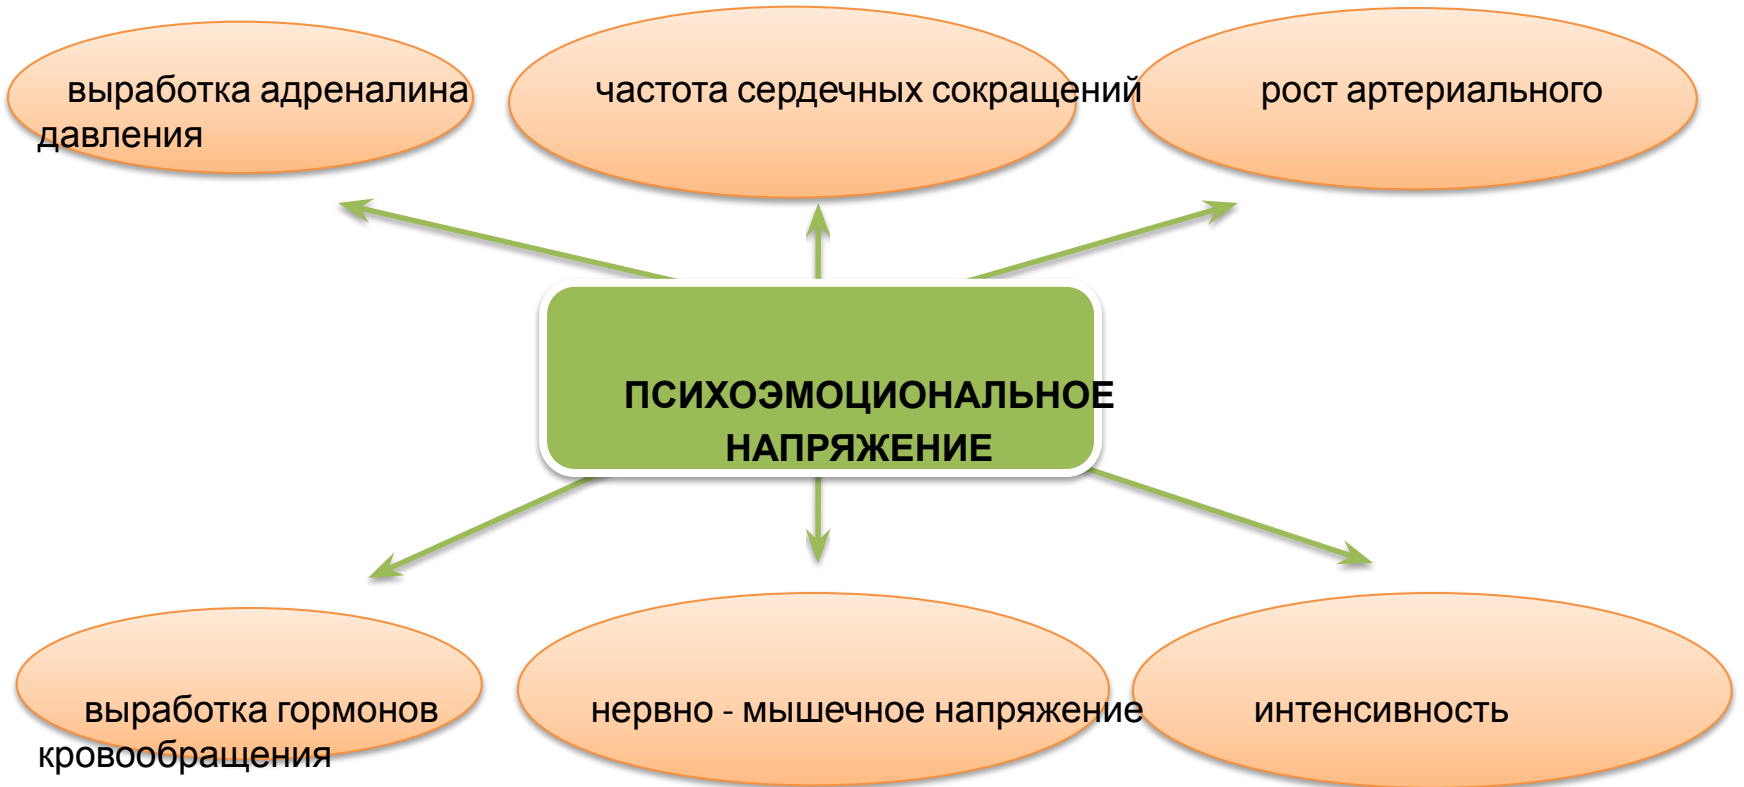 выработка адреналина частота сердечных сокращений рост артериального
давления
ПСИХОЭМОЦИОНАЛЬНОЕ
НАПРЯЖЕНИЕ
выработка гормонов нервно - мышечное напряжение интенсивность
кровообращения